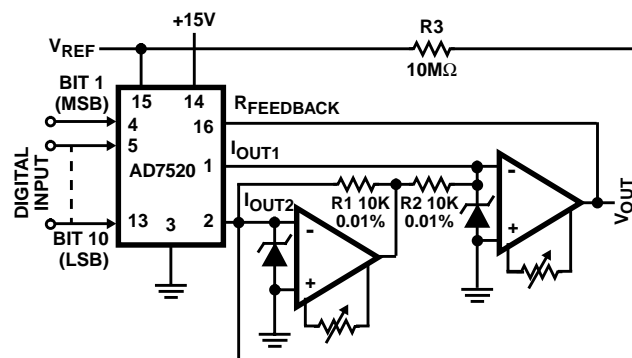 +15V
VREF
R3
10MΩ
BIT 1
(MSB)
15
14
RFEEDBACK
4
16
5
IOUT1
1
AD7520
DIGITAL
INPUT
R1 10K
0.01%
R2 10K
0.01%
IOUT2
13
3
2
BIT 10
(LSB)
-
+
-
+
VOUT